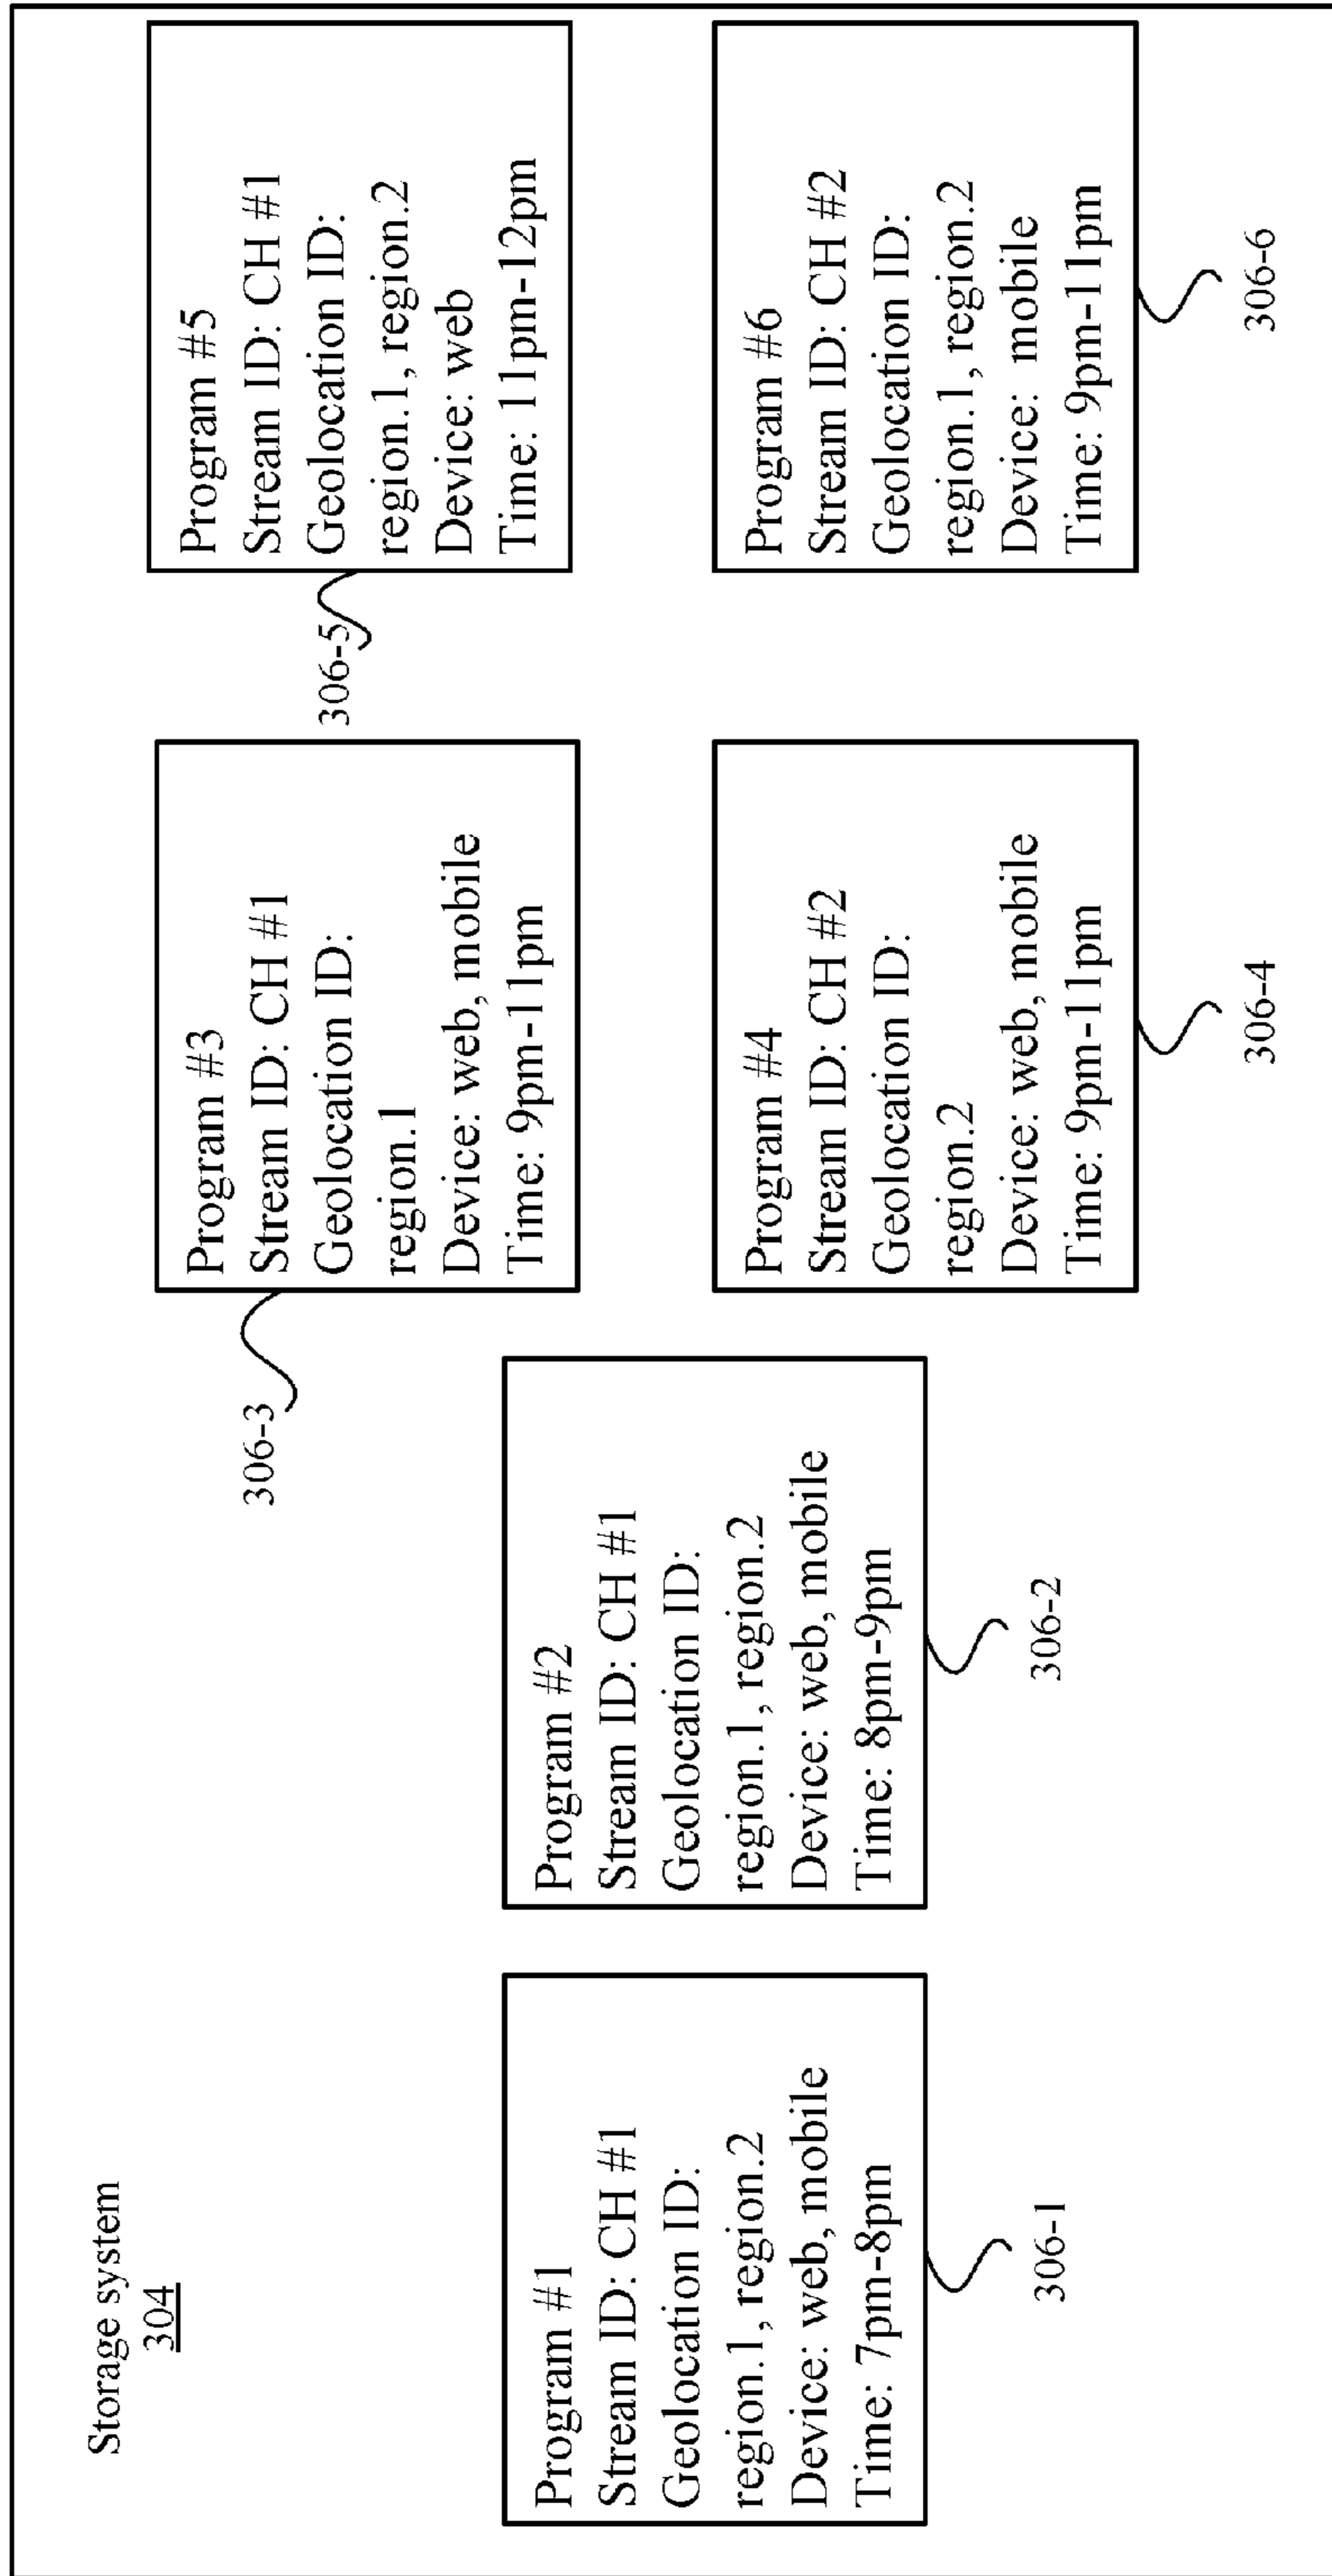 Storage system
304
Program #1
Stream ID: CH #1
Geolocation ID:
region.1, region.2
Device: web, mobile
Time: 7pm-8pm
306-1
Program #2
Stream ID: CH #1
Geolocation ID:
region.1, region.2
Device: web, mobile
Time: 8pm-9pm
306-2
Program #3
Stream ID: CH #1
Geolocation ID:
region.1
Device: web, mobile
Time: 9pm-11pm
306-3
Program #4
Stream ID: CH #2
Geolocation ID:
region.2
Device: web, mobile
Time: 9pm-11pm
306-4
Program #5
Stream ID: CH #1
Geolocation ID:
region.1, region.2
Device: web
Time: 11pm-12pm
306-5
Program #6
Stream ID: CH #2
Geolocation ID:
region.1, region.2
Device: mobile
Time: 9pm-11pm
306-6